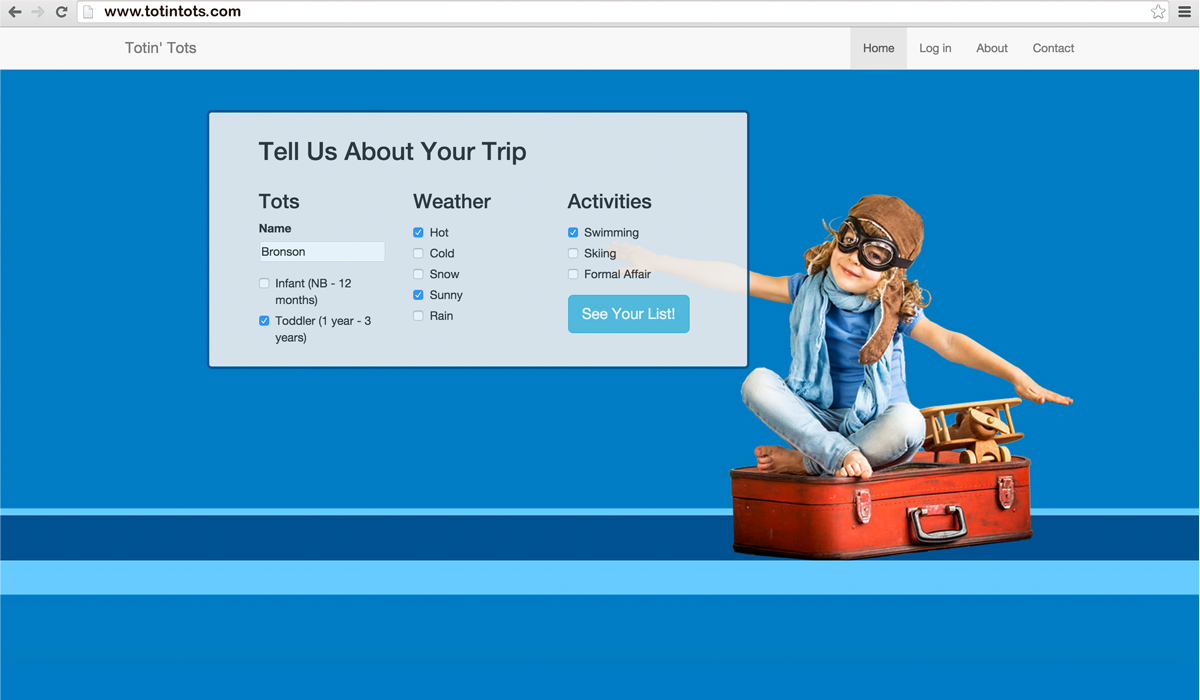 www.totintots.com
Totin' Tots
Home
Log in
About
Contact
Tell Us About Your Trip
Tots
Name
Bronson
Infant (NB - 12
months)
Toddler (1 year - 3
years)
Weather
Hot
Cold
Snow
Sunny
Rain
Activities
Swimming
Skiing
Formal Affair
See Your List!